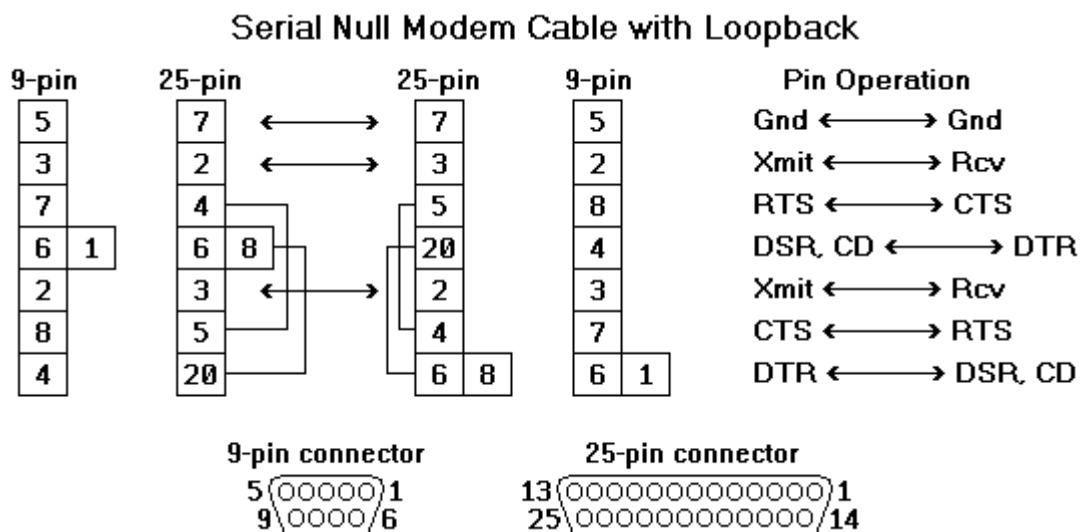 Serial Null Modem Cable with Loopback
9-pin 25-pin 25-pin 9-pin Pin Operation
5 7 7 5 Gnd Gnd
3 2 3 2 Xmit Rcv
7 4 5 8 RTS CTS
6 1 6 8 20 4 DSR, CD DTR
2 3 2 3 Xmit Rcv
8 5 4 7 CTS RTS
4 20 6 8 6 1 DTR DSR, CD
9-pin connector 25-pin connector
5 1 13 1
9 6 25 14